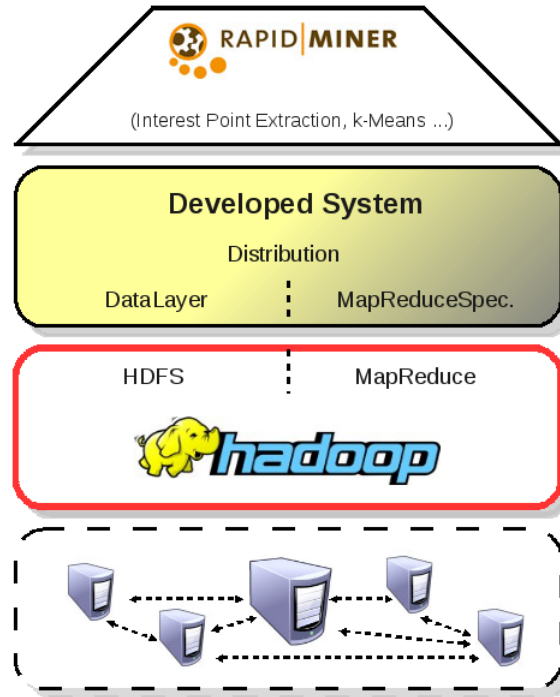 RAPID|MINER
(Interest Point Extraction, k-Means ...)
Developed System
Distribution
DataLayer MapReduceSpec.
HDFS MapReduce
hadoop